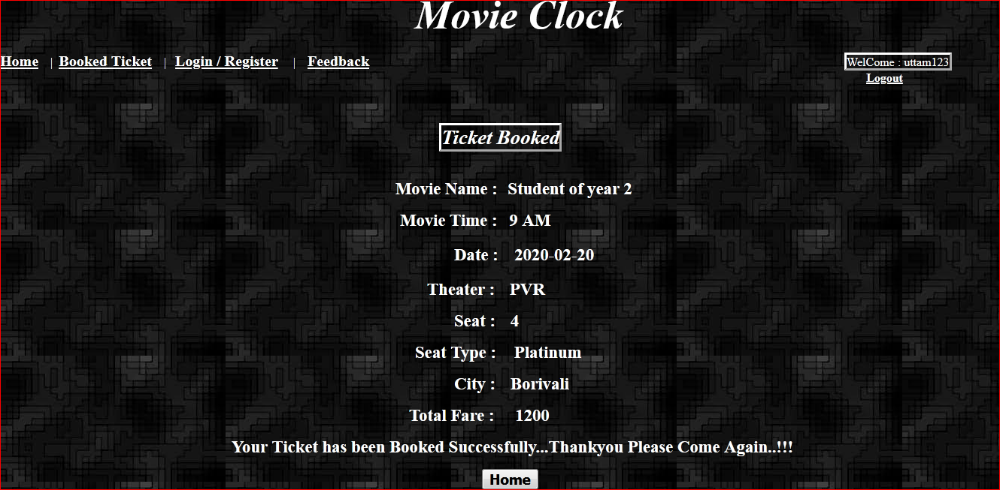 Movie Clock
Home | Booked Ticket | Login / Register | Feedback
WelCome : uttam123
Logout
Ticket Booked
Movie Name : Student of year 2
Movie Time : 9 AM
Date : 2020-02-20
Theater : PVR
Seat : 4
Seat Type : Platinum
City : Borivali
Total Fare : 1200
Your Ticket has been Booked Successfully...Thankyou Please Come Again..!!!
Home